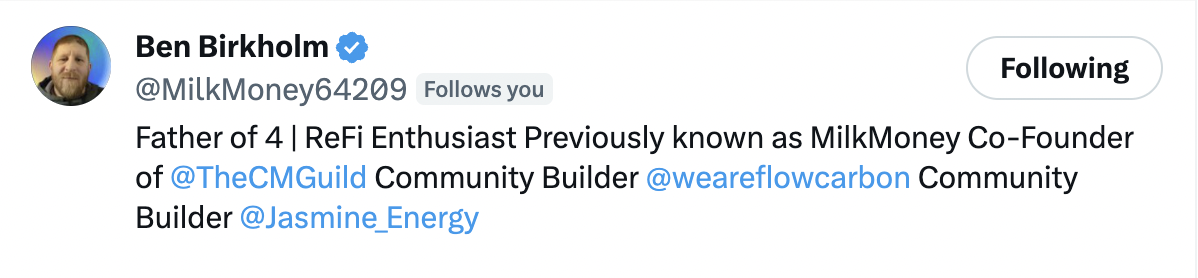 Ben Birkholm
@MilkMoney64209 Follows you
Following
Father of 4 | ReFi Enthusiast Previously known as MilkMoney Co-Founder
of @TheCMGuild Community Builder @weareflowcarbon Community
Builder @Jasmine_Energy